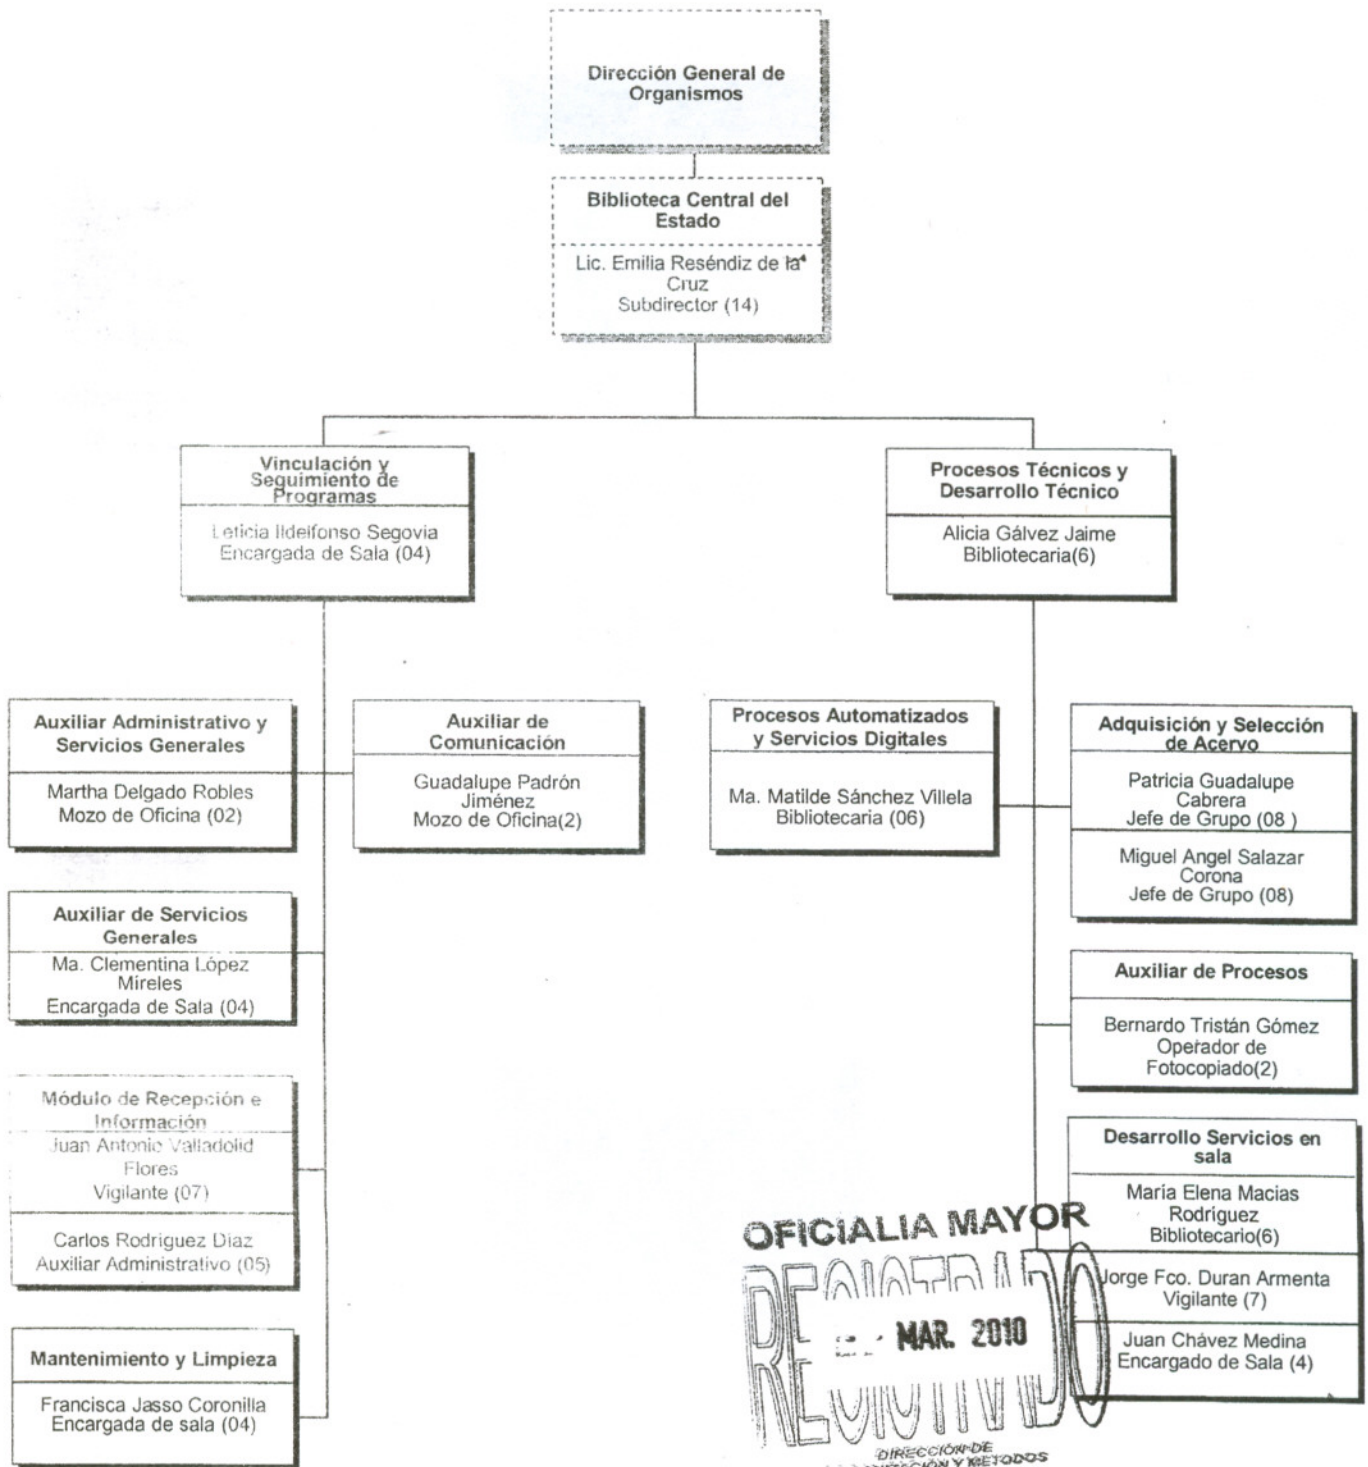 Dirección General de
Organismos
Biblioteca Central del
Estado
Lic. Emilia Reséndiz de la
Cruz
Subdirector (14)
Vinculación y
Seguimiento de
Programas
Leticia Ildelfonso Segovia
Encargada de Sala (04)
Procesos Técnicos y
Desarrollo Técnico
Alicia Gálvez Jaime
Bibliotecaria(6)
Auxiliar Administrativo y
Servicios Generales
Martha Delgado Robles
Mozo de Oficina (02)
Auxiliar de
Comunicación
Guadalupe Padrón
Jiménez
Mozo de Oficina(2)
Procesos Automatizados
y Servicios Digitales
Ma. Matilde Sánchez Villela
Bibliotecaria (06)
Adquisición y Selección
de Acervo
Patricia Guadalupe
Cabrera
Jefe de Grupo (08 )
Miguel Angel Salazar
Corona
Jefe de Grupo (08)
Auxiliar de Servicios
Generales
Ma. Clementina López
Mireles
Encargada de Sala (04)
Auxiliar de Procesos
Bernardo Tristán Gómez
Operador de
Fotocopiado(2)
Módulo de Recepción e
Información
Juan Antonio Valladolid
Flores
Vigilante (07)
Carlos Rodríguez Díaz
Auxiliar Administrativo (05)
Desarrollo Servicios en
sala
María Elena Macias
Rodríguez
Bibliotecario(6)
Jorge Fco. Duran Armenta
Vigilante (7)
Juan Chávez Medina
Encargado de Sala (4)
Mantenimiento y Limpieza
Francisca Jasso Coronilla
Encargada de sala (04)
OFICIALIA MAYOR
REGISTRADO
MAR. 2010
DIRECCIÓN DE
Y METODOS